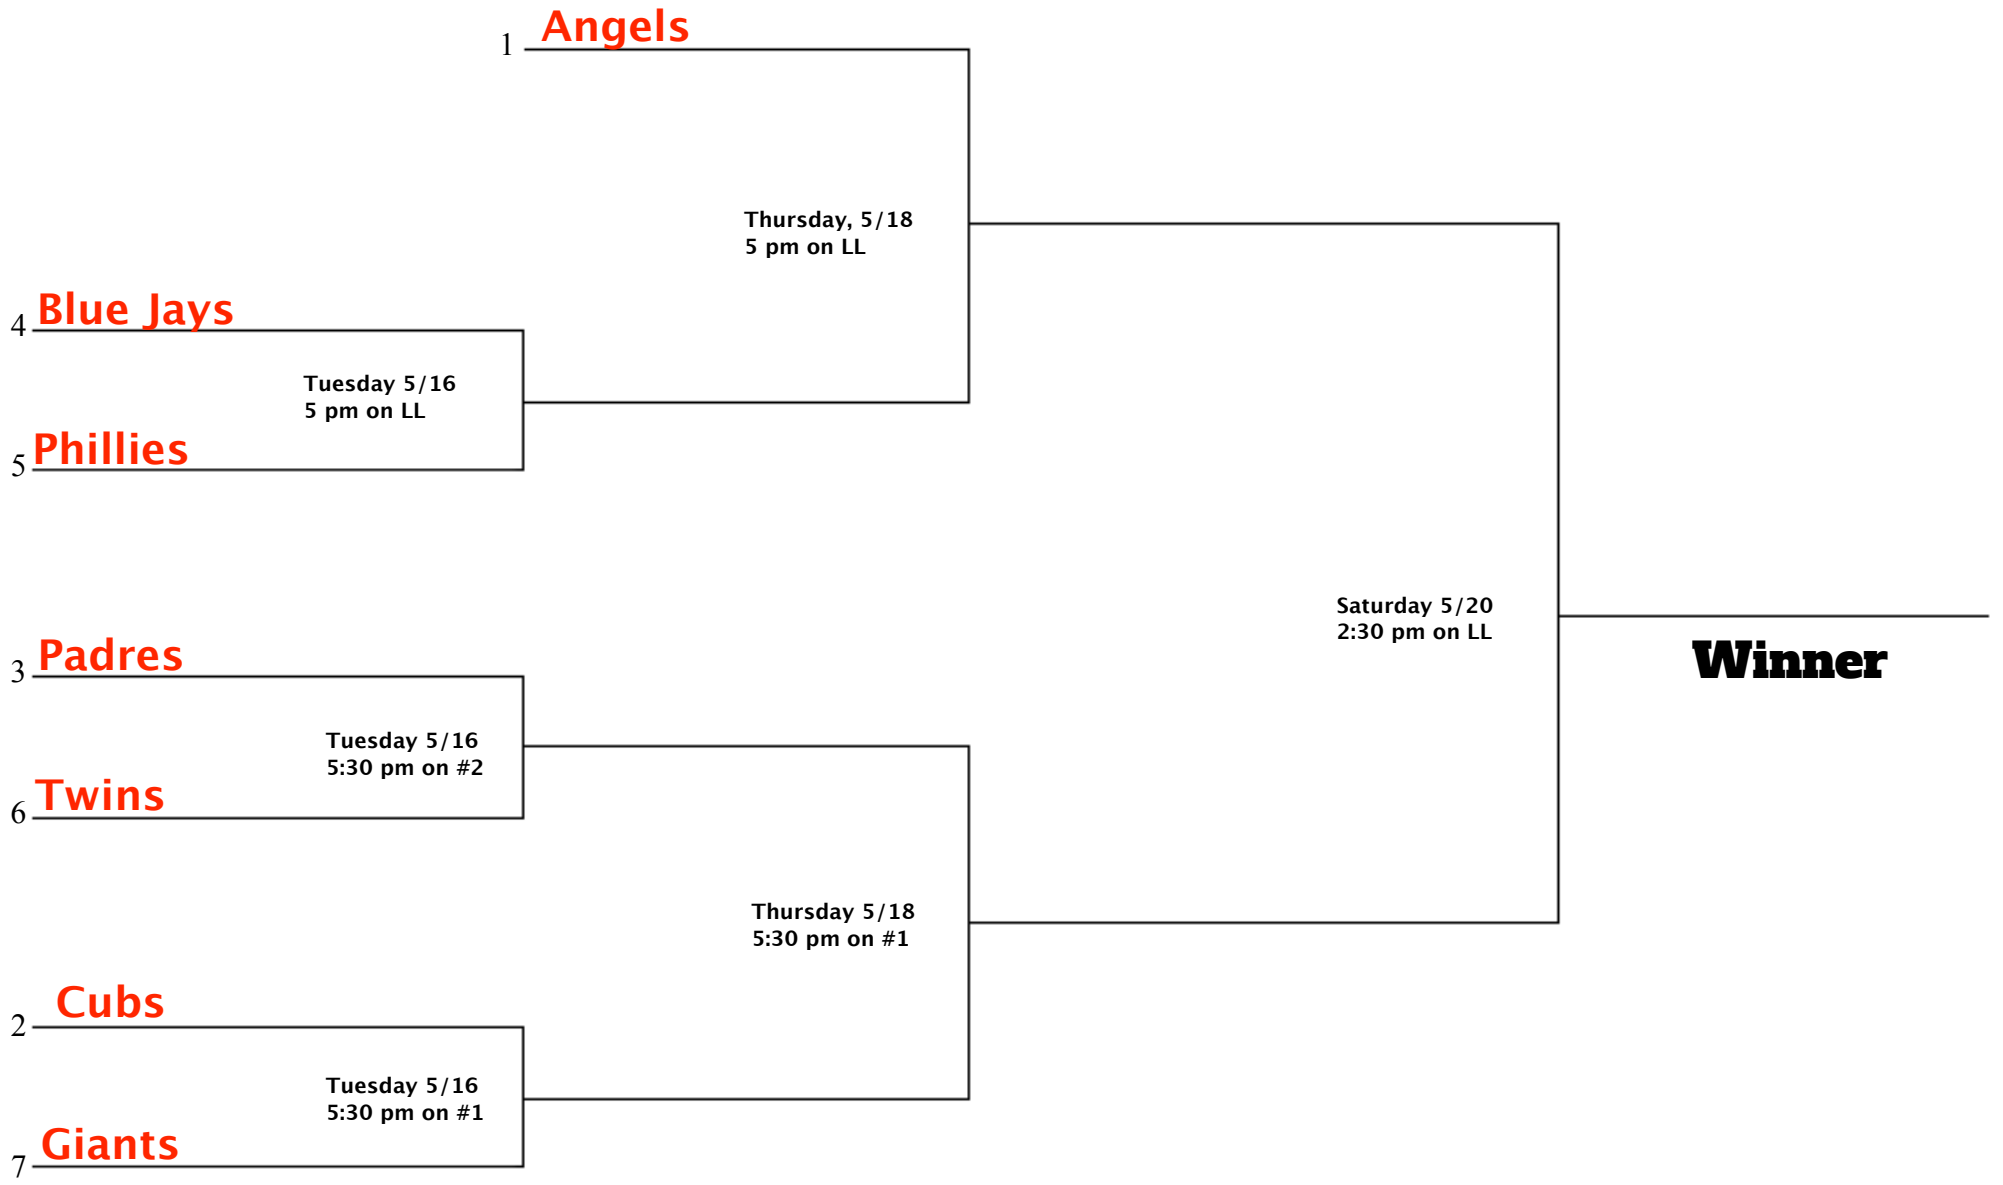 1 Angels
Thursday, 5/18
5 pm on LL
4 Blue Jays
Tuesday 5/16
5 pm on LL
5 Phillies
Saturday 5/20
2:30 pm on LL
Winner
3 Padres
Tuesday 5/16
5:30 pm on #2
6 Twins
Thursday 5/18
5:30 pm on #1
2 Cubs
Tuesday 5/16
5:30 pm on #1
7 Giants